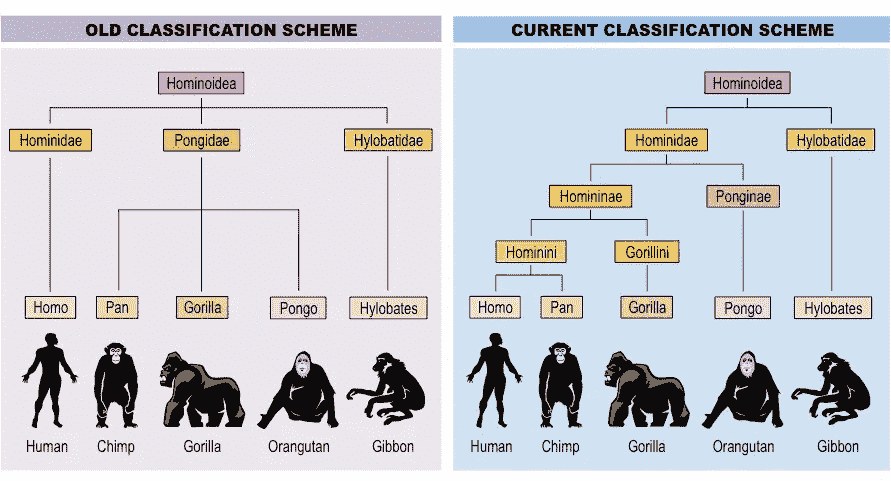 OLD CLASSIFICATION SCHEME
Hominoidea
Hominidae Pongidae Hylobatidae
Homo Pan Gorilla Pongo Hylobates
Human Chimp Gorilla Orangutan Gibbon
CURRENT CLASSIFICATION SCHEME
Hominoidea
Hominidae Hylobatidae
Homininae Ponginae
Hominini Gorillini
Homo Pan Gorilla Pongo Hylobates
Human Chimp Gorilla Orangutan Gibbon